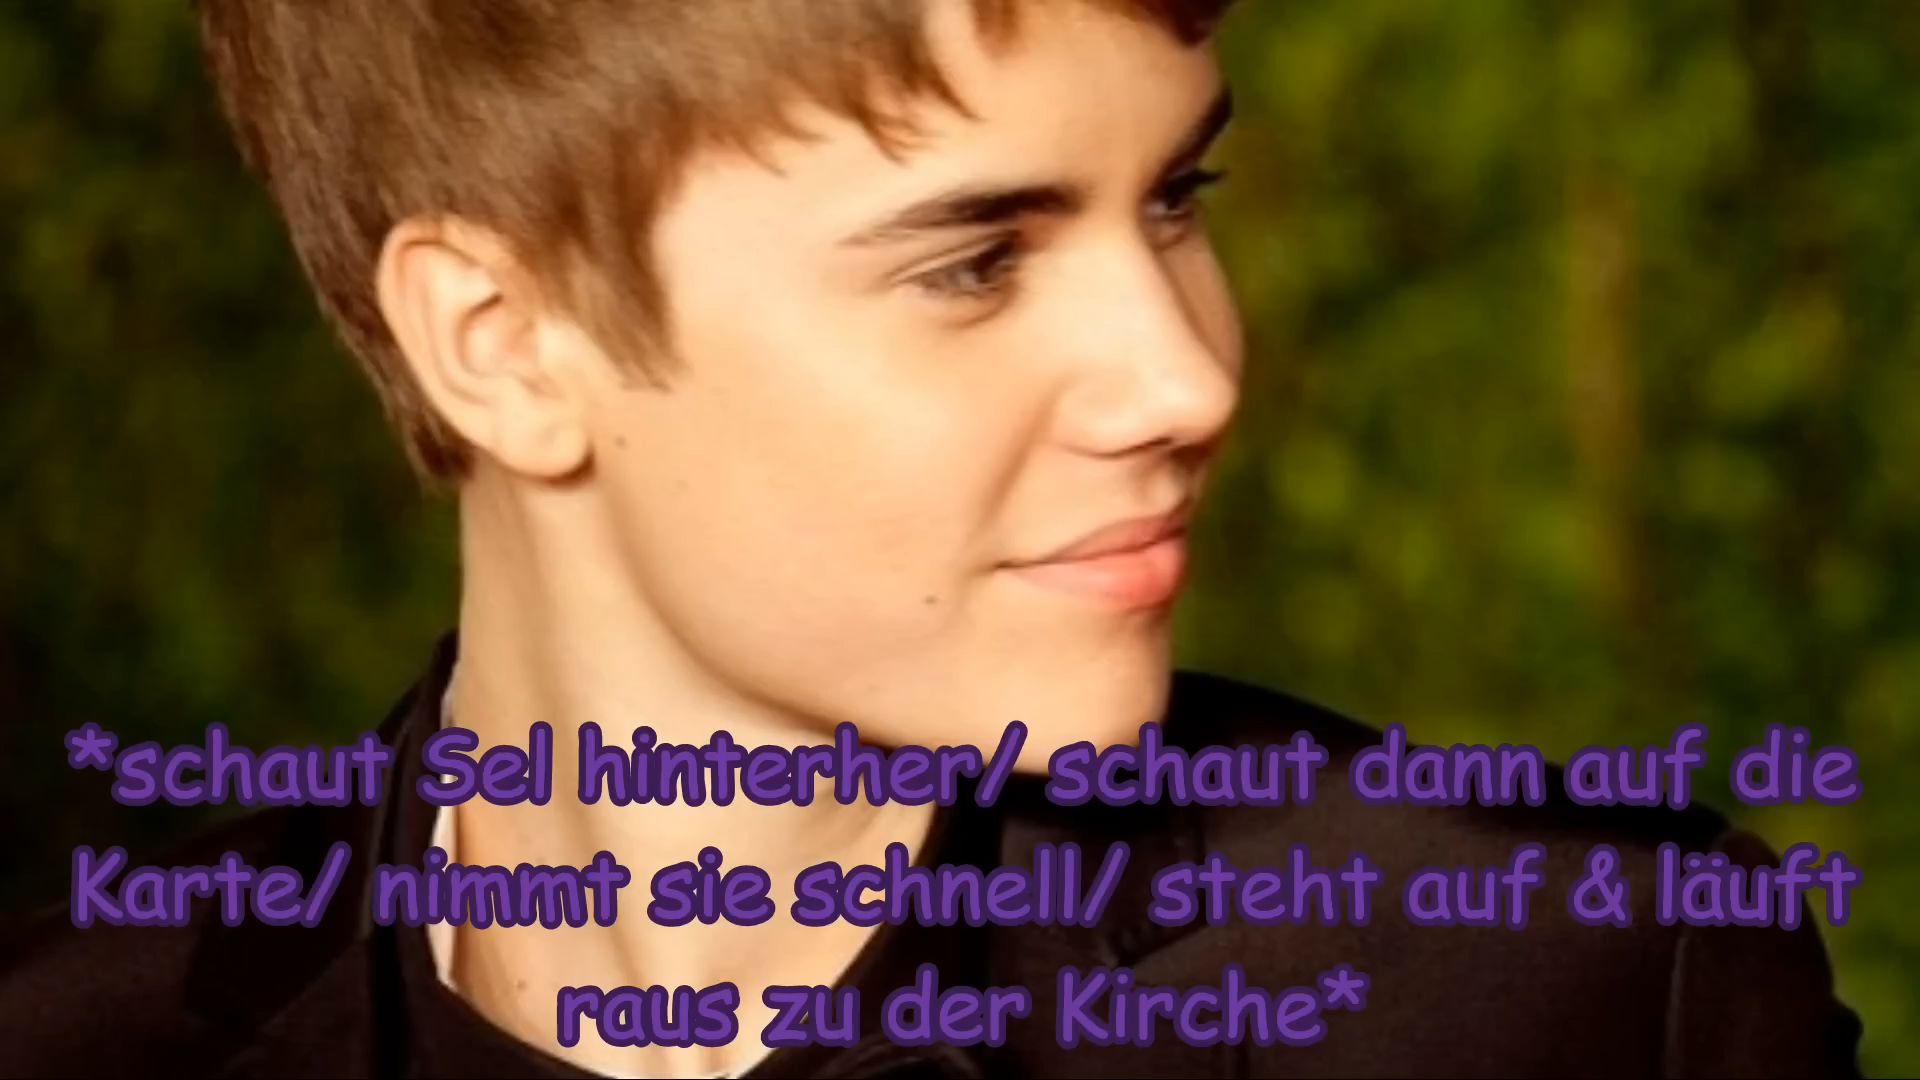 *schaut Sel hinterher/ schaut dann auf die
Karte/ nimmt sie schnell/ steht auf & läuft
raus zu der Kirche*